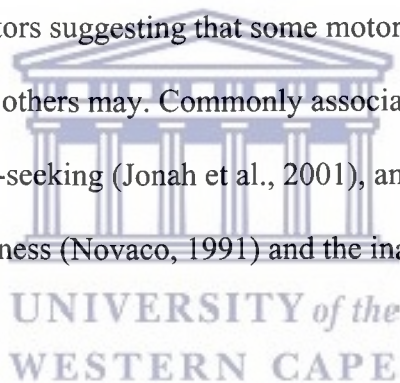 tors suggesting that some motor
others may. Commonly associa
-seeking (Jonah et al., 2001), an
ness (Novaco, 1991) and the ina
UNIVERSITY of the
WESTERN CAPE